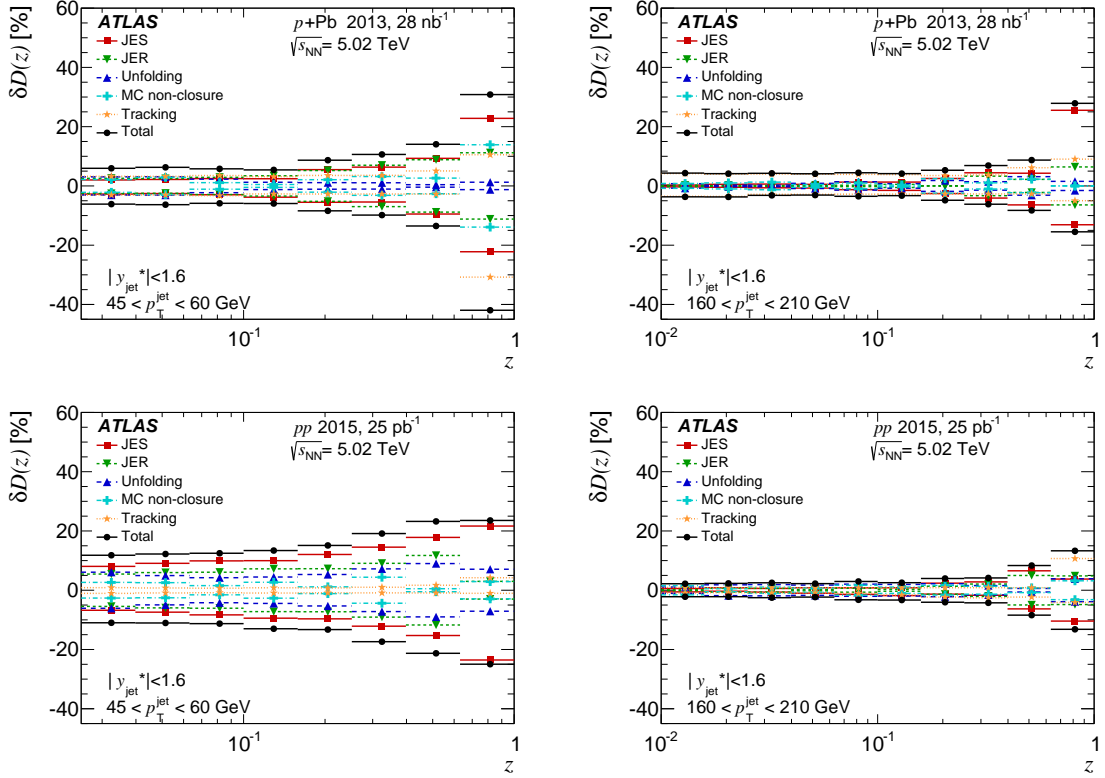 ATLAS
p+Pb 2013, 28 nb⁻¹
√sNN = 5.02 TeV
JES
JER
Unfolding
MC non-closure
Tracking
Total
|yjet*|<1.6
45 < pTjet < 60 GeV
δD(z) [%]
60
40
20
0
-20
-40
10⁻¹
1
z
ATLAS
p+Pb 2013, 28 nb⁻¹
√sNN = 5.02 TeV
JES
JER
Unfolding
MC non-closure
Tracking
Total
|yjet*|<1.6
160 < pTjet < 210 GeV
δD(z) [%]
60
40
20
0
-20
-40
10⁻²
10⁻¹
1
z
ATLAS
pp 2015, 25 pb⁻¹
√sNN = 5.02 TeV
JES
JER
Unfolding
MC non-closure
Tracking
Total
|yjet*|<1.6
45 < pTjet < 60 GeV
δD(z) [%]
60
40
20
0
-20
-40
10⁻¹
1
z
ATLAS
pp 2015, 25 pb⁻¹
√sNN = 5.02 TeV
JES
JER
Unfolding
MC non-closure
Tracking
Total
|yjet*|<1.6
160 < pTjet < 210 GeV
δD(z) [%]
60
40
20
0
-20
-40
10⁻²
10⁻¹
1
z